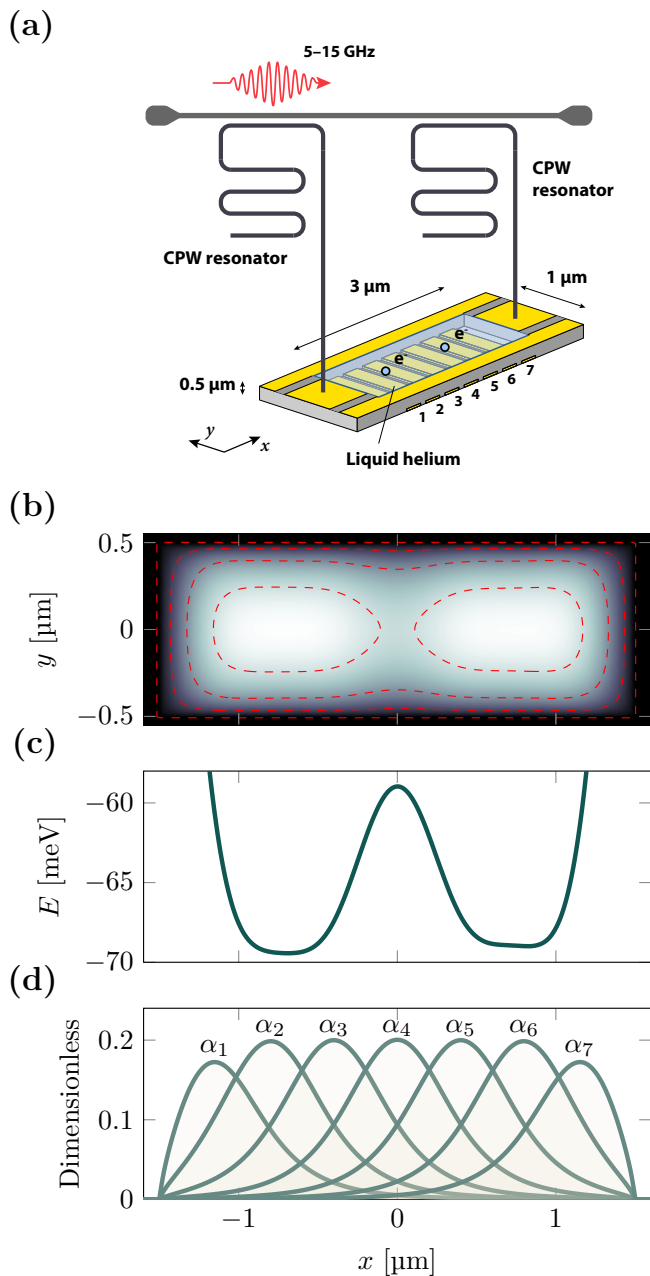 (a)
5–15 GHz
CPW
resonator
CPW resonator
3 µm
1 µm
e-
e-
0.5 µm
1 2 3 4 5 6 7
y
x
Liquid helium
(b)
0.5
0
−0.5
y [µm]
(c)
−60
−65
−70
E [meV]
(d)
α1 α2 α3 α4 α5 α6 α7
0.2
0.1
0
Dimensionless
−1 0 1
x [µm]